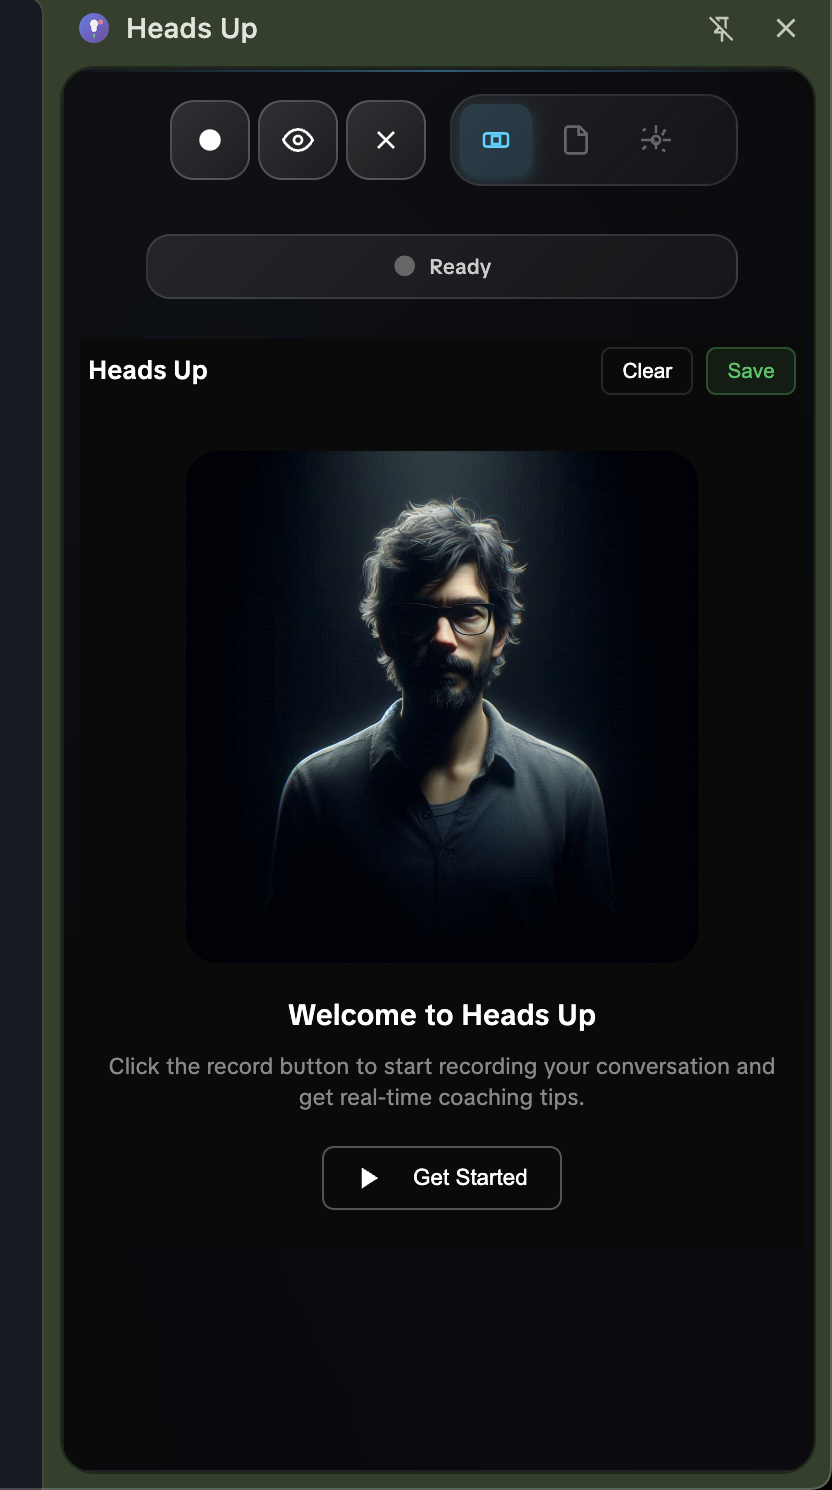 Heads Up
Ready
Heads Up
Clear
Save
Welcome to Heads Up
Click the record button to start recording your conversation and
get real-time coaching tips.
Get Started